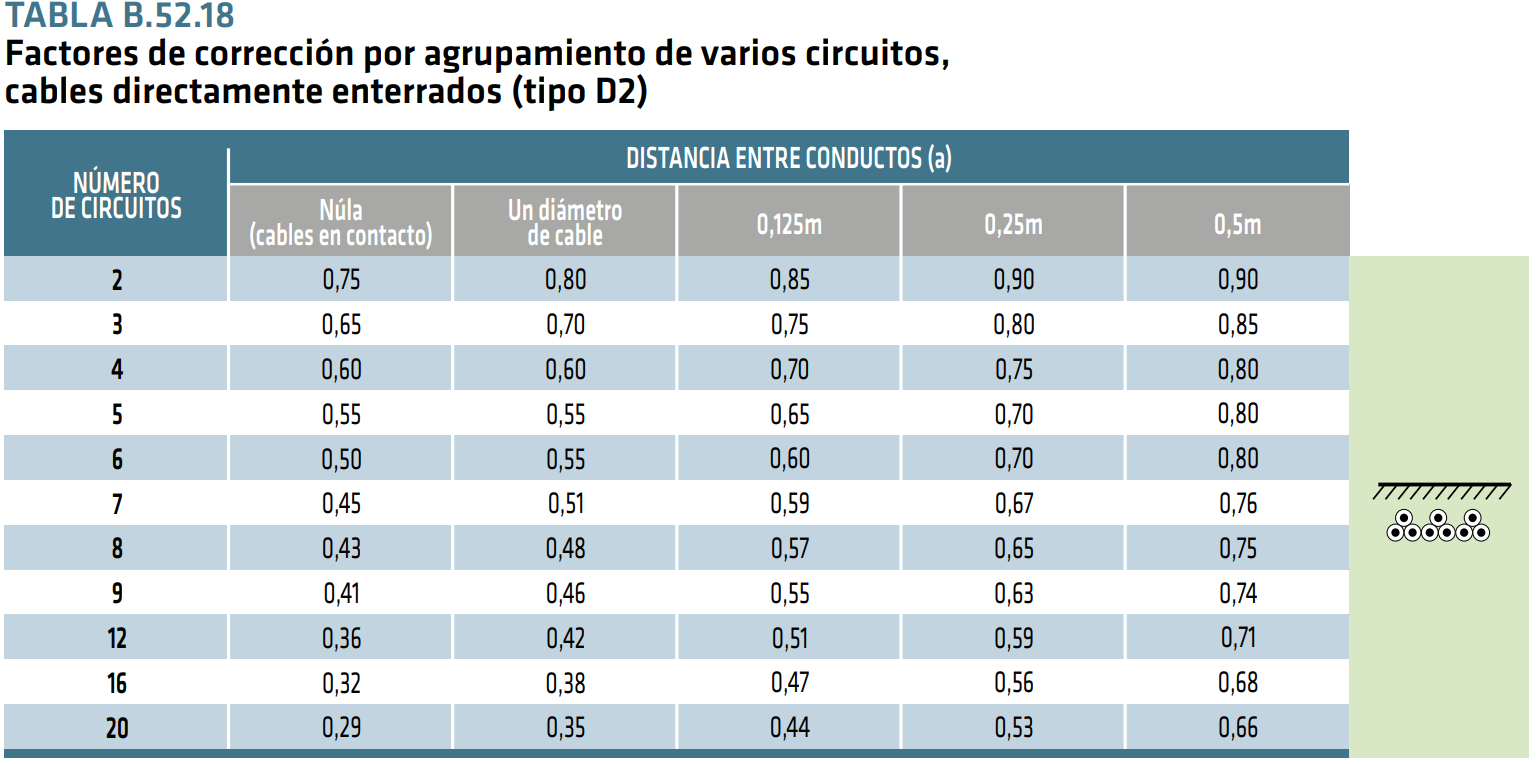 TABLA B.52.18
Factores de corrección por agrupamiento de varios circuitos,
cables directamente enterrados (tipo D2)
NÚMERO
DE CIRCUITOS
DISTANCIA ENTRE CONDUCTOS (a)
Núla
(cables en contacto)
Un diámetro
de cable
0,125m
0,25m
0,5m
2 0,75 0,80 0,85 0,90 0,90
3 0,65 0,70 0,75 0,80 0,85
4 0,60 0,60 0,70 0,75 0,80
5 0,55 0,55 0,65 0,70 0,80
6 0,50 0,55 0,60 0,70 0,80
7 0,45 0,51 0,59 0,67 0,76
8 0,43 0,48 0,57 0,65 0,75
9 0,41 0,46 0,55 0,63 0,74
12 0,36 0,42 0,51 0,59 0,71
16 0,32 0,38 0,47 0,56 0,68
20 0,29 0,35 0,44 0,53 0,66